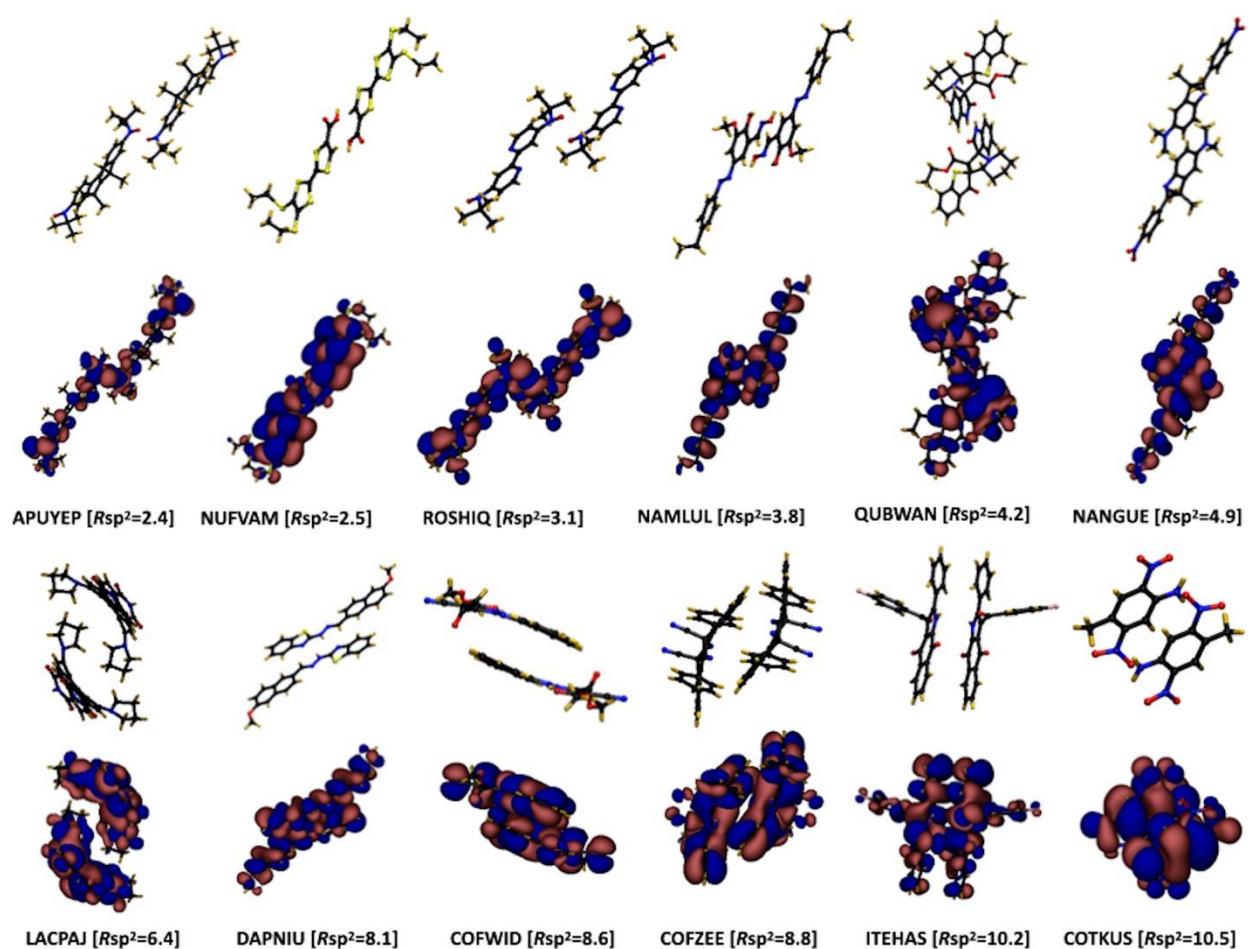 APUYEP [Rsp²=2.4] NUFVAM [Rsp²=2.5] ROSHIQ [Rsp²=3.1] NAMLUL [Rsp²=3.8] QUBWAN [Rsp²=4.2] NANGUE [Rsp²=4.9]
LACPAJ [Rsp²=6.4] DAPNIU [Rsp²=8.1] COFWID [Rsp²=8.6] COFZEE [Rsp²=8.8] ITEHAS [Rsp²=10.2] COTKUS [Rsp²=10.5]